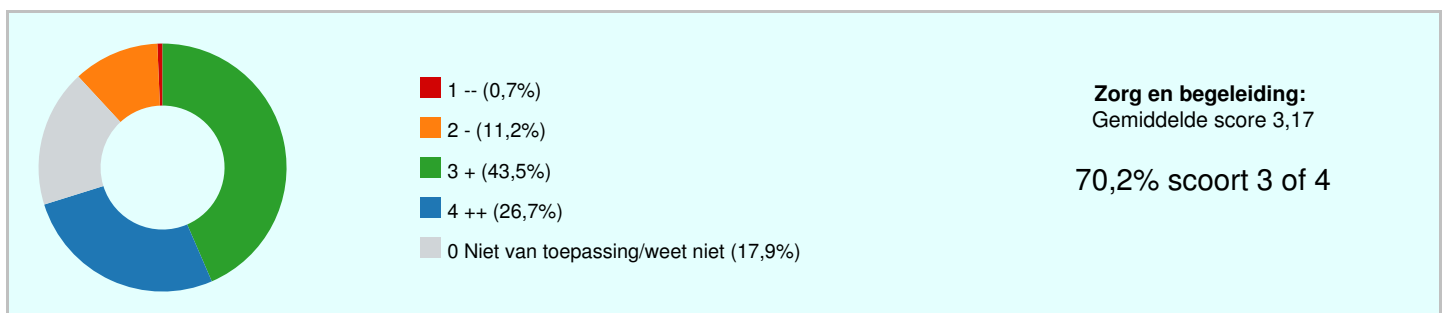 1 -- (0,7%)
2 - (11,2%)
3 + (43,5%)
4 ++ (26,7%)
0 Niet van toepassing/weet niet (17,9%)
Zorg en begeleiding:
Gemiddelde score 3,17
70,2% scoort 3 of 4